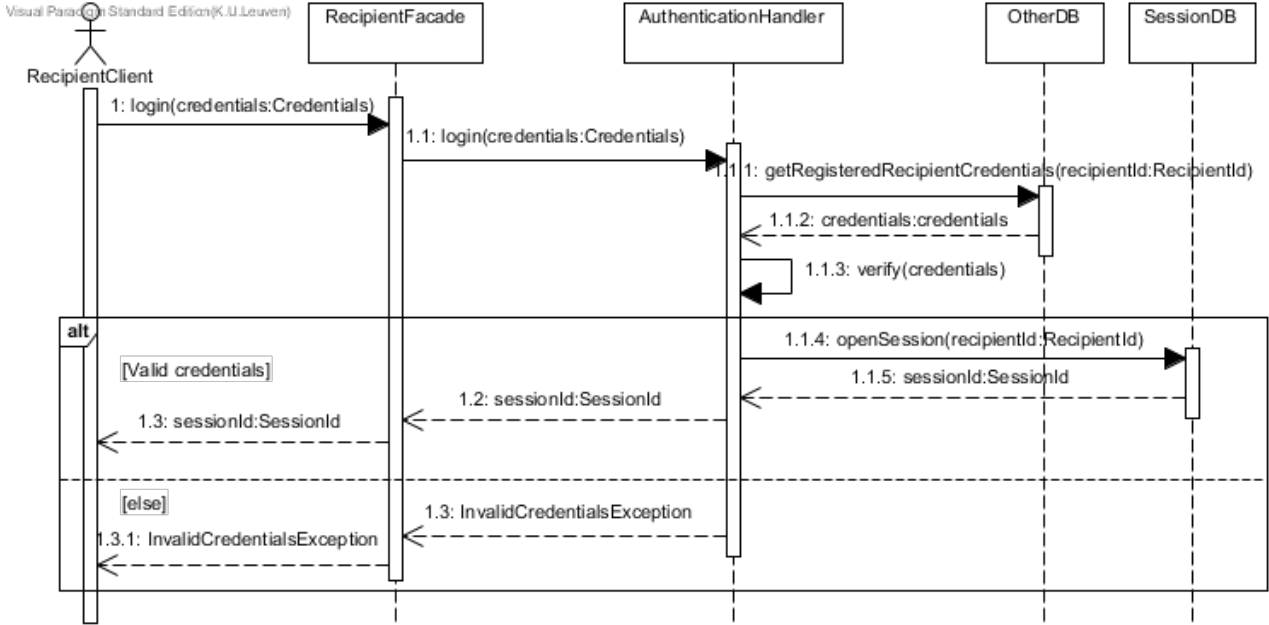 Visual Paradigm Standard Edition(K.U.Leuven)
RecipientFacade
AuthenticationHandler
OtherDB
SessionDB
RecipientClient
1: login(credentials:Credentials)
1.1: login(credentials:Credentials)
1.1.1: getRegisteredRecipientCredentials(recipientId:RecipientId)
1.1.2: credentials:credentials
1.1.3: verify(credentials)
alt
1.1.4: openSession(recipientId:RecipientId)
[Valid credentials]
1.1.5: sessionId:SessionId
1.2: sessionId:SessionId
1.3: sessionId:SessionId
[else]
1.3: InvalidCredentialsException
1.3.1: InvalidCredentialsException